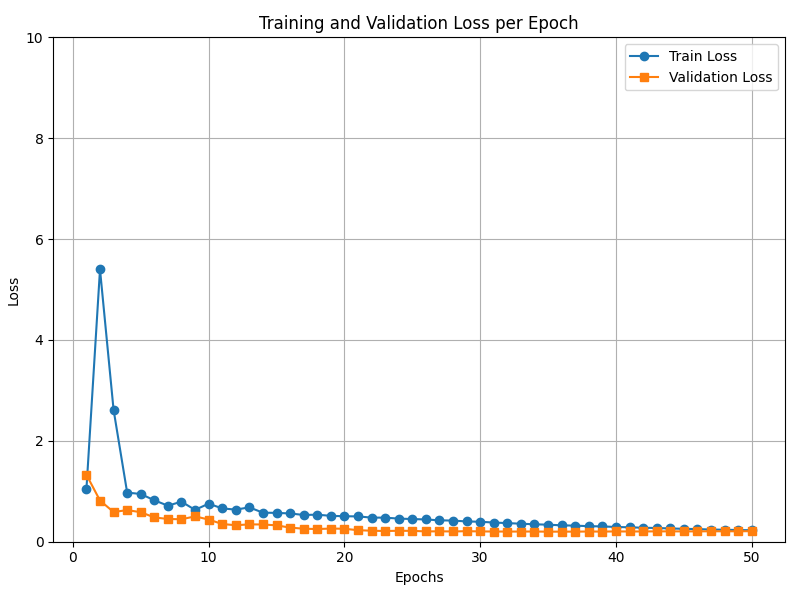 Training and Validation Loss per Epoch
Train Loss
Validation Loss
Loss
10
8
6
4
2
0
0 10 20 30 40 50
Epochs